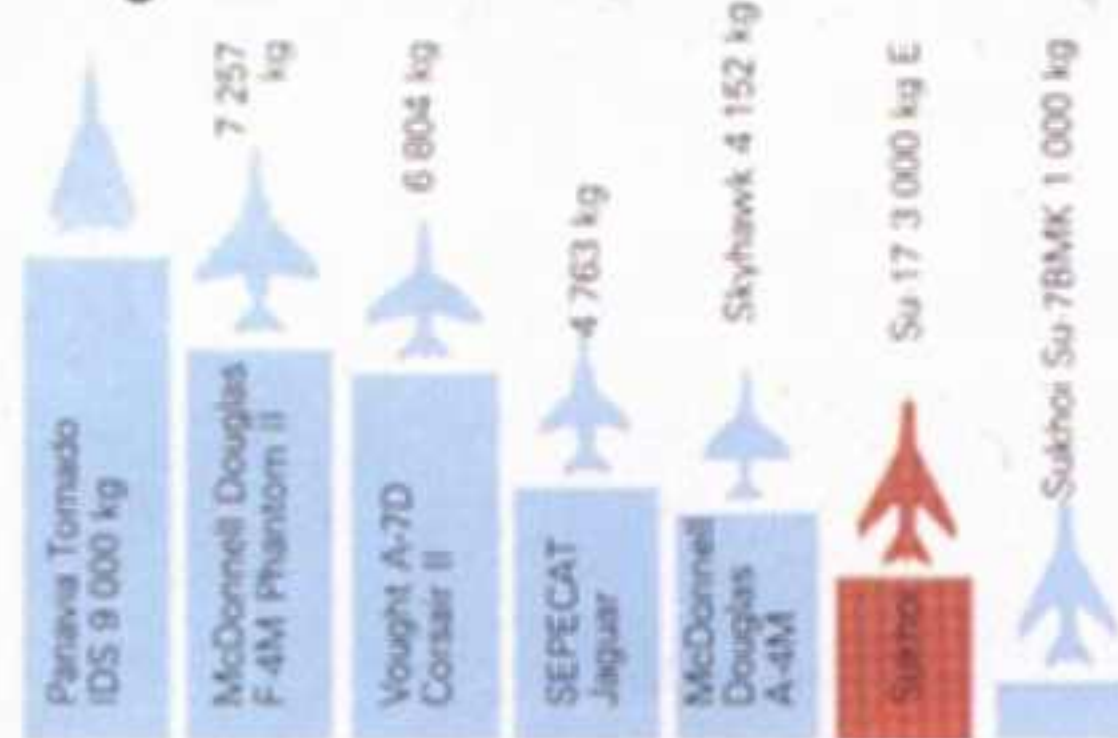 Panavia Tornado
IDS 9 000 kg
McDonnell Douglas
F-4M Phantom II
7 257
kg
Vought A-7D
Corsair II
6 804 kg
SEPECAT
Jaguar
4 763 kg
McDonnell
Douglas
A-4M
Skyhawk 4 152 kg
Sukhoi
Su-17 3 000 kg E
Sukhoi Su-7BMK 1 000 kg